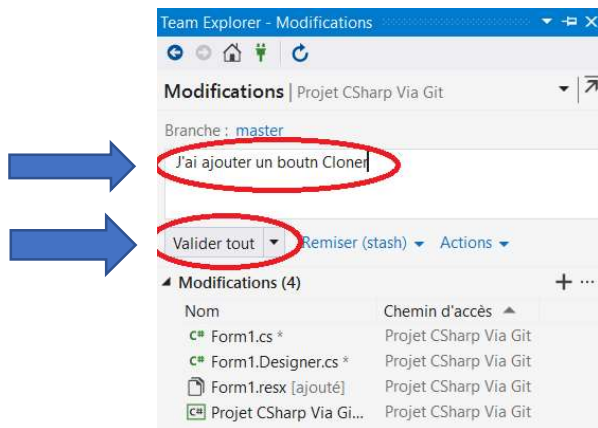 Team Explorer - Modifications
Modifications | Projet CSharp Via Git
Branche : master
J'ai ajouter un boutn Cloner
Valider tout Remiser (stash) Actions
Modifications (4)
Nom Chemin d'accès
C# Form1.cs * Projet CSharp Via Git
C# Form1.Designer.cs * Projet CSharp Via Git
Form1.resx [ajouté] Projet CSharp Via Git
C# Projet CSharp Via Gi... Projet CSharp Via Git